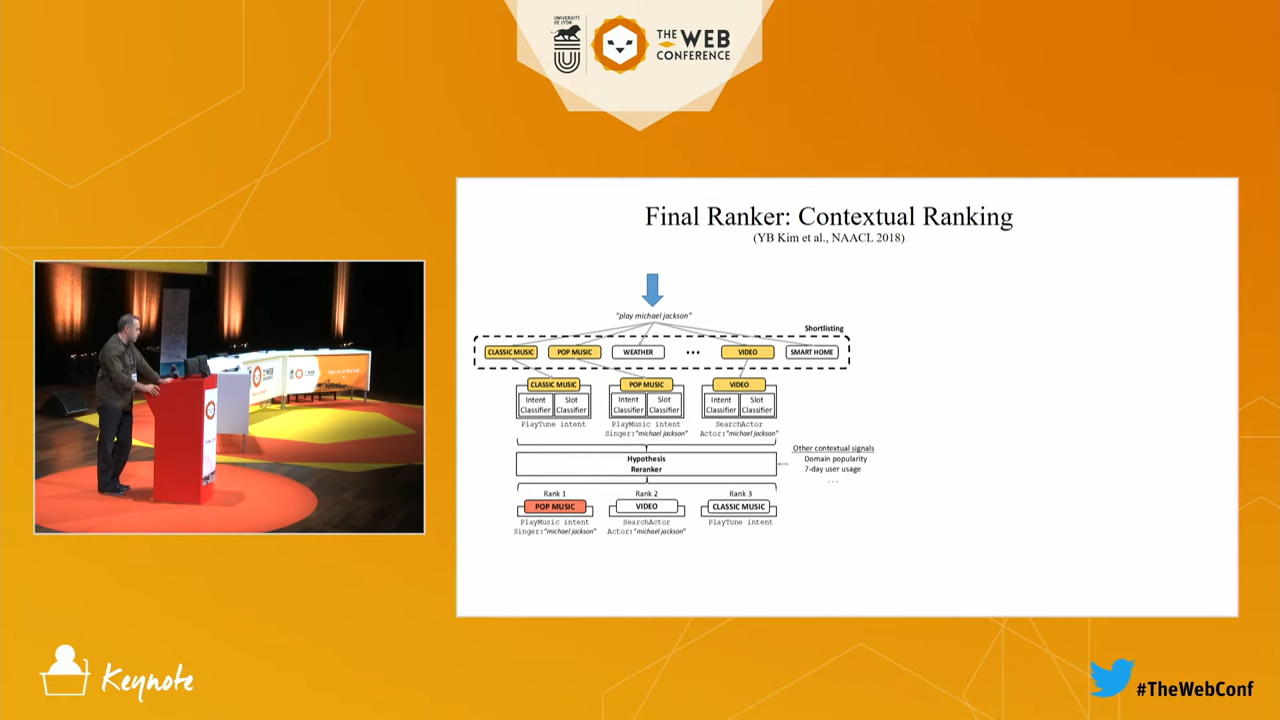 UNIVERSITÉ
DE LYON
THE WEB
CONFERENCE
Final Ranker: Contextual Ranking
(YB Kim et al., NAACL 2018)
"play michael jackson"
Shortlisting
CLASSIC MUSIC
POP MUSIC
WEATHER
•••
VIDEO
SMART HOME
CLASSIC MUSIC
Intent Classifier
Slot Classifier
PlayTune intent
POP MUSIC
Intent Classifier
Slot Classifier
PlayMusic intent
Singer:"michael jackson"
VIDEO
Intent Classifier
Slot Classifier
SearchActor
Actor:"michael jackson"
Hypothesis
Reranker
Other contextual signals
Domain popularity
7-day user usage
...
Rank 1
POP MUSIC
PlayMusic intent
Singer:"michael jackson"
Rank 2
VIDEO
SearchActor
Actor:"michael jackson"
Rank 3
CLASSIC MUSIC
PlayTune intent
Keynote
#TheWebConf